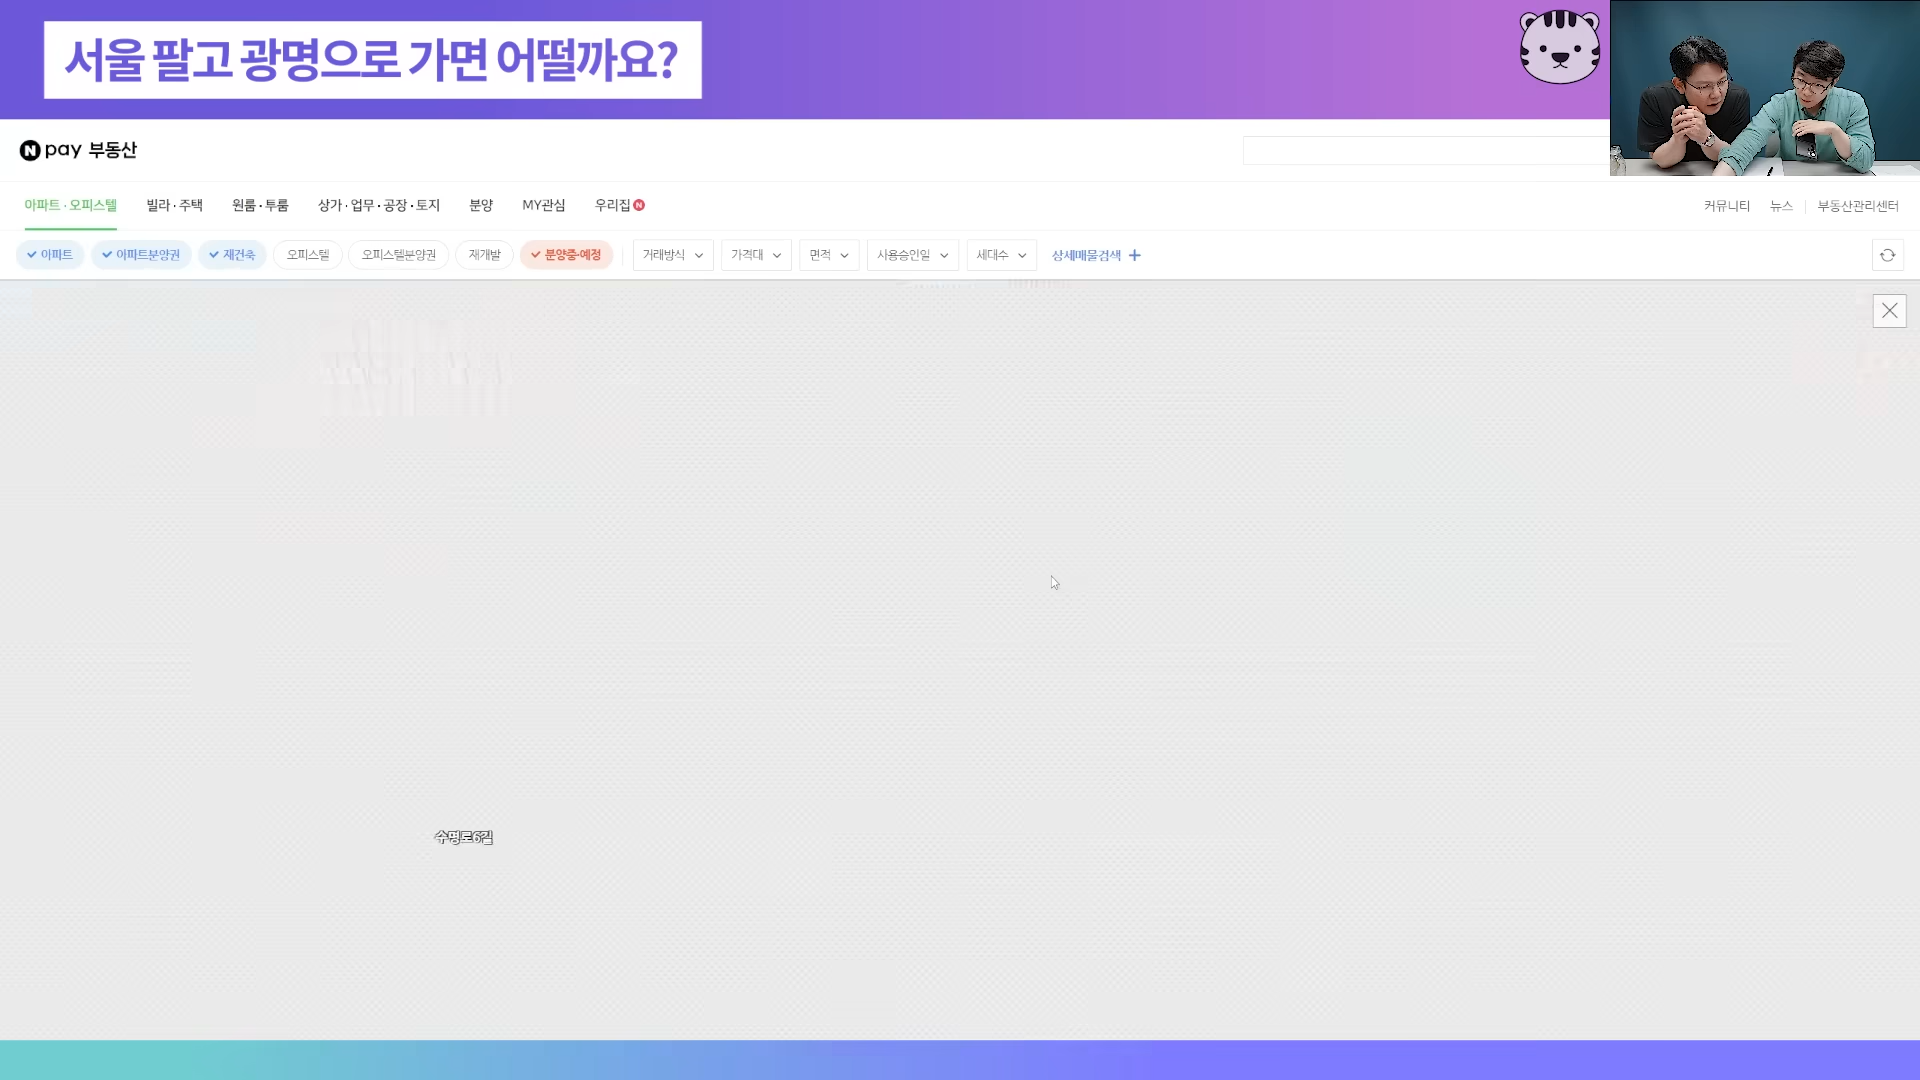 서울 팔고 광명으로 가면 어떨까요?
N pay 부동산
아파트·오피스텔 빌라·주택 원룸·투룸 상가·업무·공장·토지 분양 MY관심 우리집 N 커뮤니티 뉴스 부동산관리센터
아파트 아파트분양권 재건축 오피스텔 오피스텔분양권 재개발 분양중·예정 거래방식 가격대 면적 사용승인일 세대수 상세매물검색
수명로6길